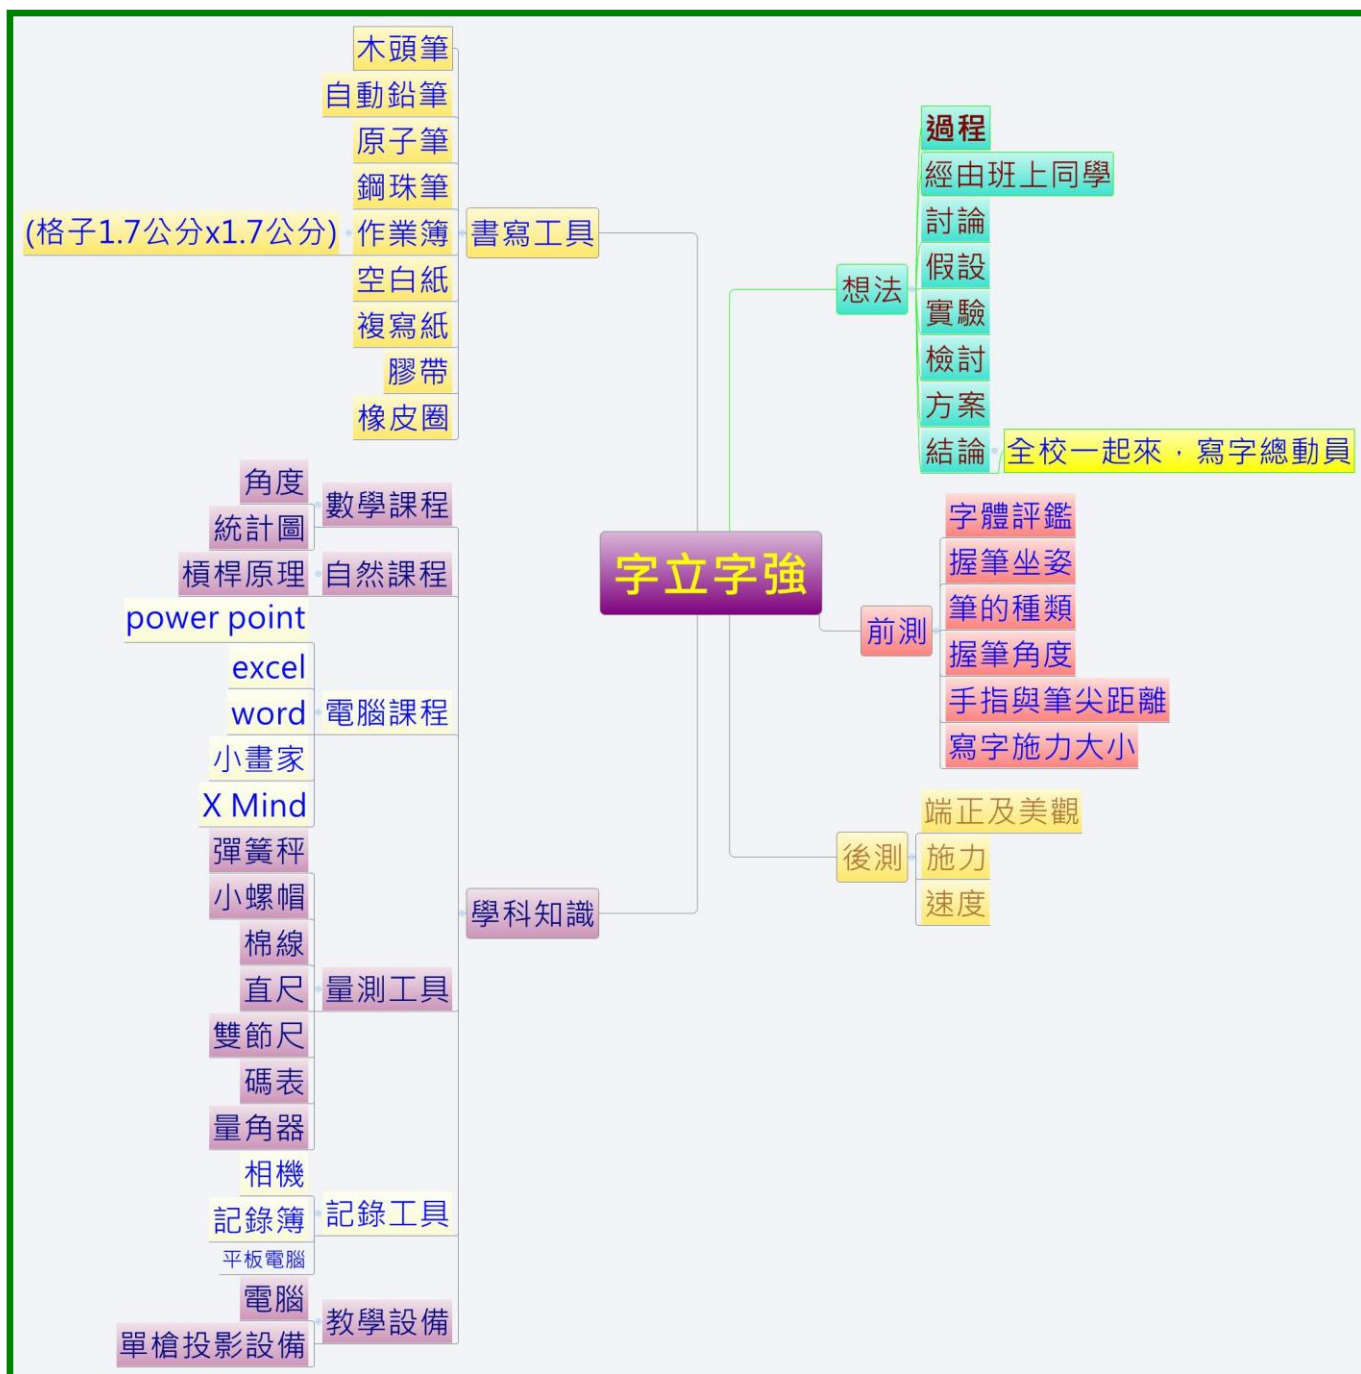 字立字強
想法
過程
經由班上同學
討論
假設
實驗
檢討
方案
結論
全校一起來，寫字總動員
前測
字體評鑑
握筆坐姿
筆的種類
握筆角度
手指與筆尖距離
寫字施力大小
後測
端正及美觀
施力
速度
書寫工具
木頭筆
自動鉛筆
原子筆
鋼珠筆
作業簿
(格子1.7公分x1.7公分)
空白紙
複寫紙
膠帶
橡皮圈
學科知識
數學課程
角度
統計圖
自然課程
槓桿原理
電腦課程
power point
excel
word
小畫家
X Mind
量測工具
彈簧秤
小螺帽
棉線
直尺
雙節尺
碼表
量角器
記錄工具
相機
記錄簿
平板電腦
教學設備
電腦
單槍投影設備